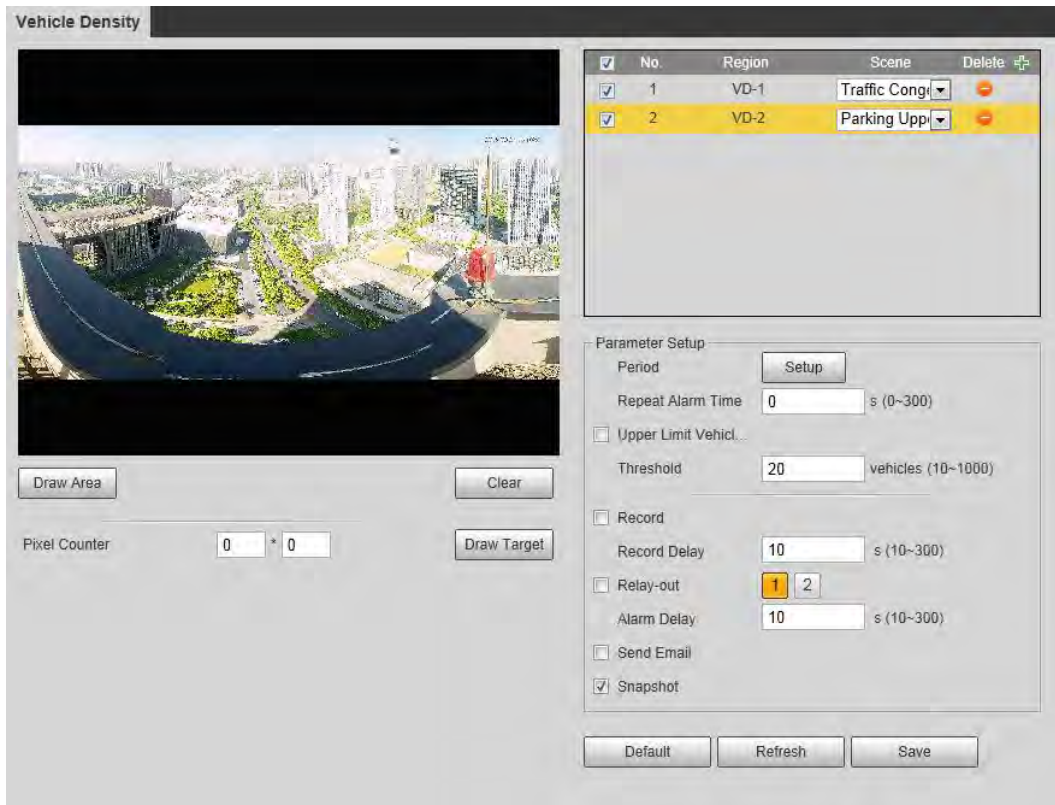 Vehicle Density
No. Region Scene Delete
1 VD-1 Traffic Conge
2 VD-2 Parking Uppe
Parameter Setup
Period Setup
Repeat Alarm Time 0 s (0~300)
Upper Limit Vehicl...
Threshold 20 vehicles (10~1000)
Record
Record Delay 10 s (10~300)
Relay-out 1 2
Alarm Delay 10 s (10~300)
Send Email
Snapshot
Default Refresh Save
Draw Area Clear
Pixel Counter 0 * 0 Draw Target